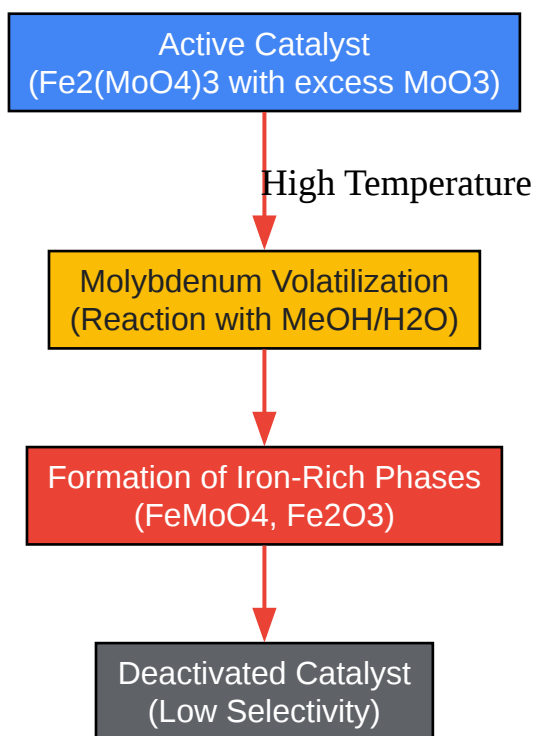 Active Catalyst
(Fe2(MoO4)3 with excess MoO3)
High Temperature
Molybdenum Volatilization
(Reaction with MeOH/H2O)
Formation of Iron-Rich Phases
(FeMoO4, Fe2O3)
Deactivated Catalyst
(Low Selectivity)